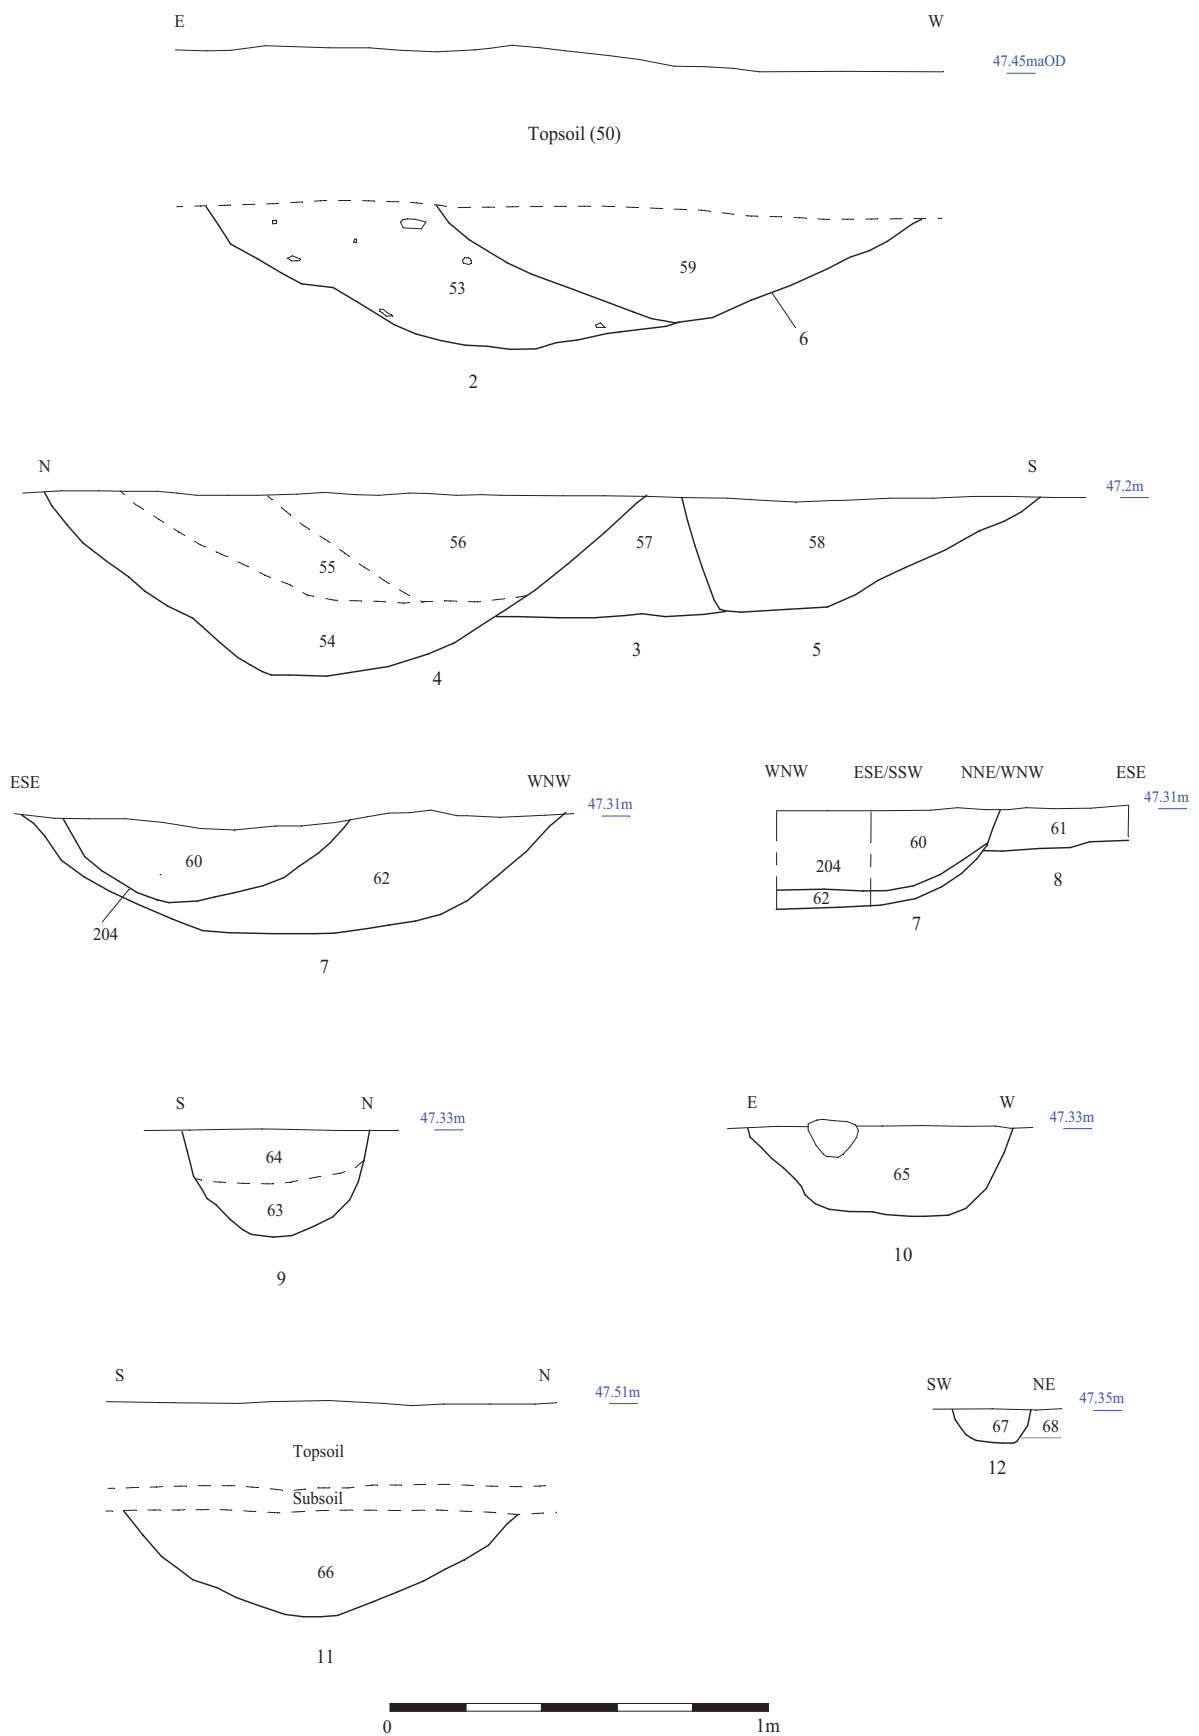 E W
47.45maOD
Topsoil (50)
59
53
6
2
N S
47.2m
56 57 58
55
54
3 5
4
ESE WNW
47.31m
60
62
204
7
WNW ESE/SSW NNE/WNW ESE
47.31m
61
60
204
62
8
7
S N
47.33m
64
63
9
E W
47.33m
65
10
S N
47.51m
Topsoil
Subsoil
66
11
SW NE
47.35m
67 68
12
0 1m